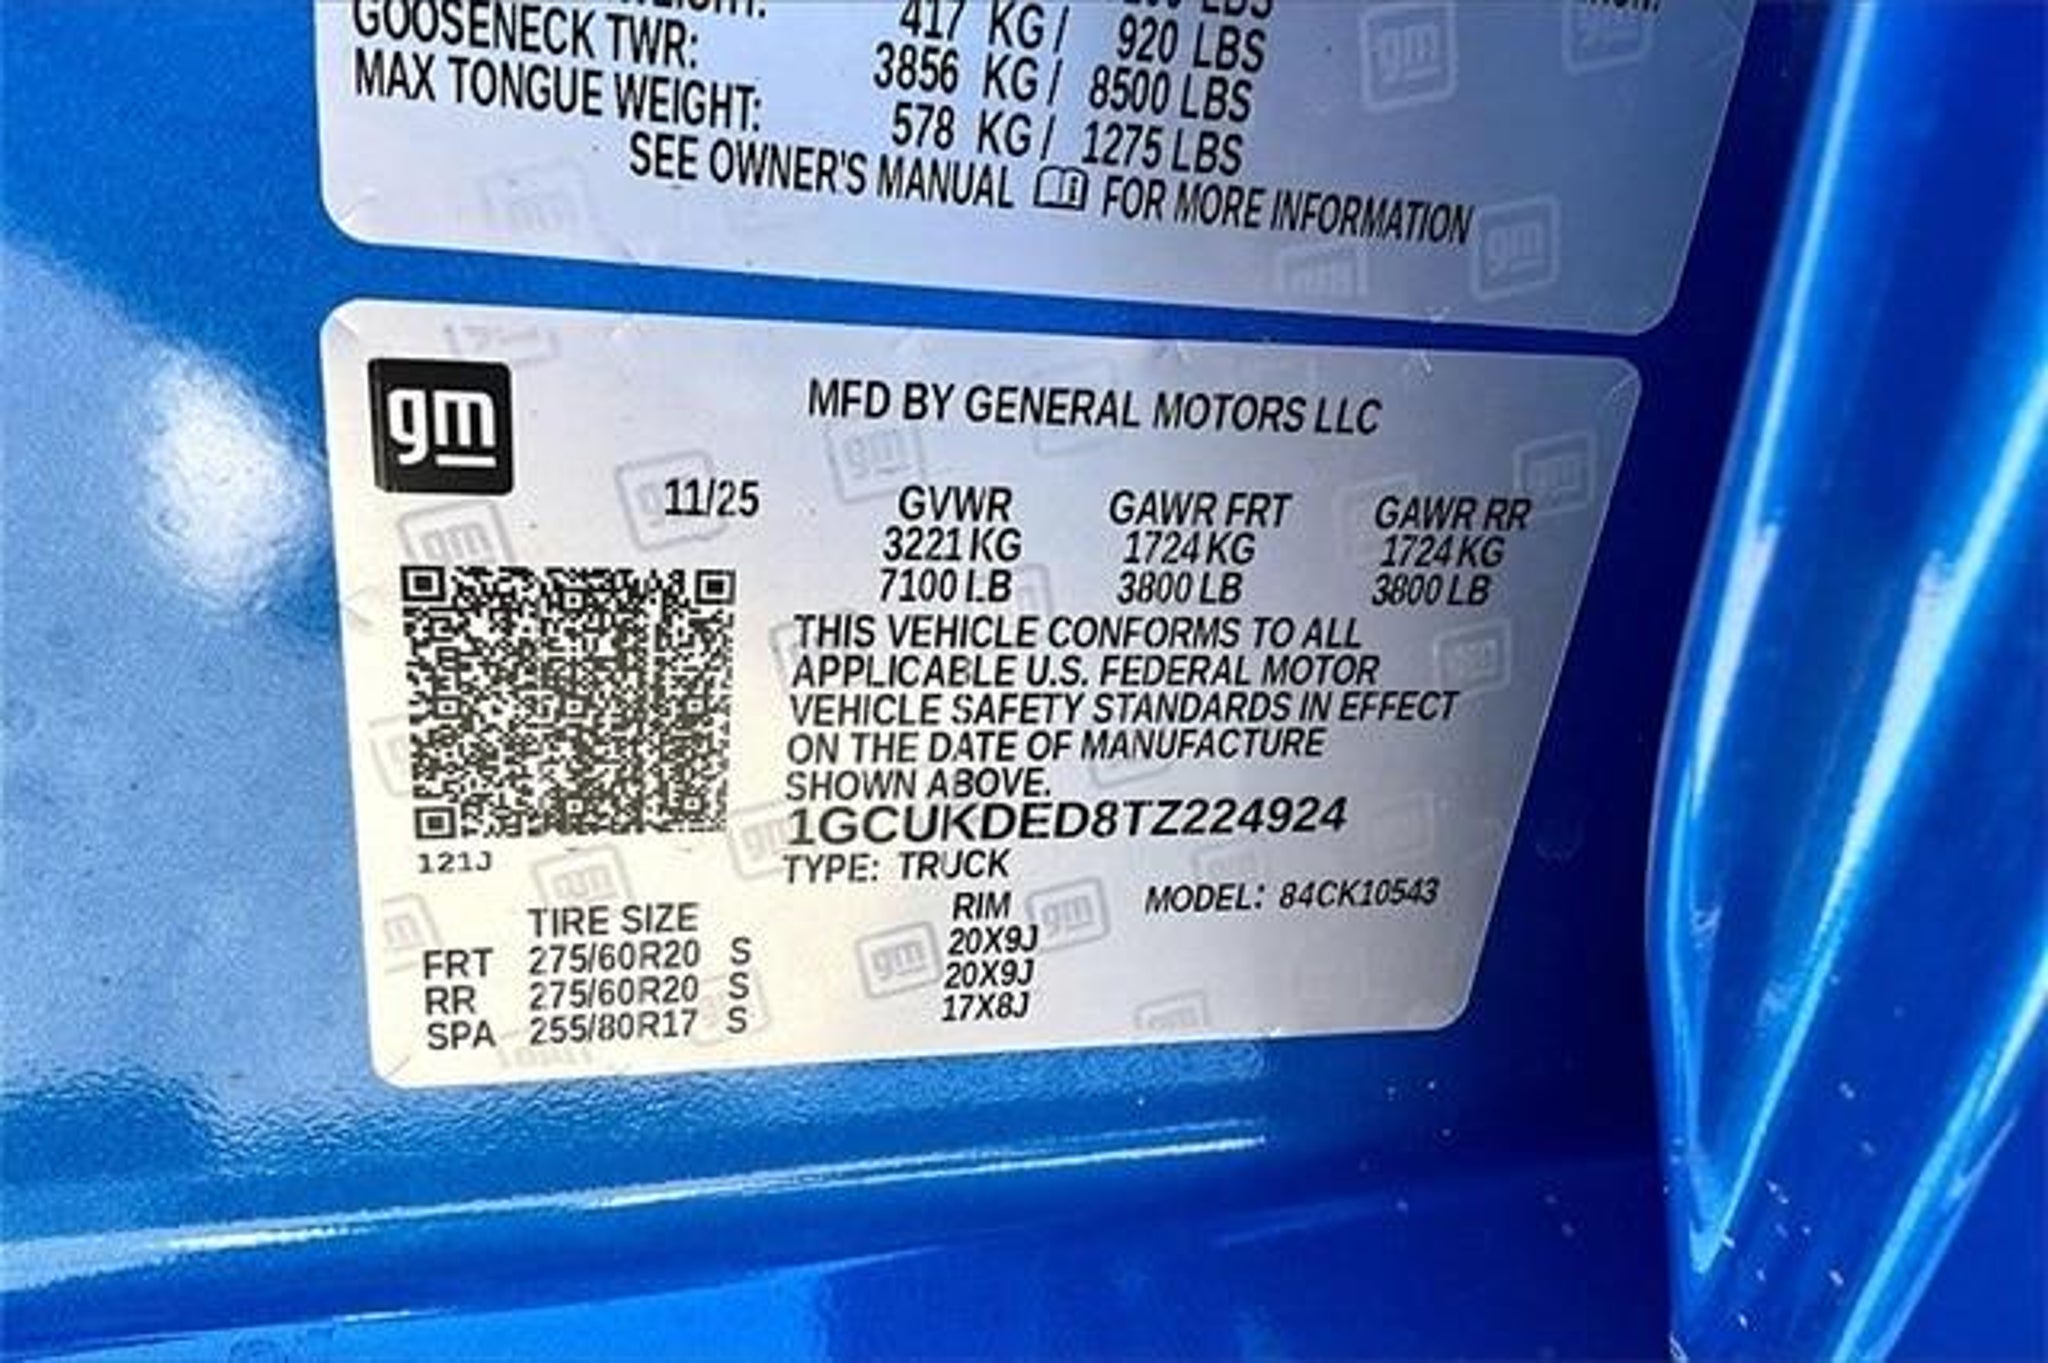 417 KG / 920 LBS
GOOSENECK TWR: 3856 KG / 8500 LBS
MAX TONGUE WEIGHT: 578 KG / 1275 LBS
SEE OWNER'S MANUAL FOR MORE INFORMATION
gm
MFD BY GENERAL MOTORS LLC
11/25 GVWR GAWR FRT GAWR RR
3221 KG 1724 KG 1724 KG
7100 LB 3800 LB 3800 LB
THIS VEHICLE CONFORMS TO ALL
APPLICABLE U.S. FEDERAL MOTOR
VEHICLE SAFETY STANDARDS IN EFFECT
ON THE DATE OF MANUFACTURE
SHOWN ABOVE.
1GCUKDED8TZ224924
121J
TYPE: TRUCK
MODEL: 84CK10543
TIRE SIZE RIM
FRT 275/60R20 S 20X9J
RR 275/60R20 S 20X9J
SPA 255/80R17 S 17X8J